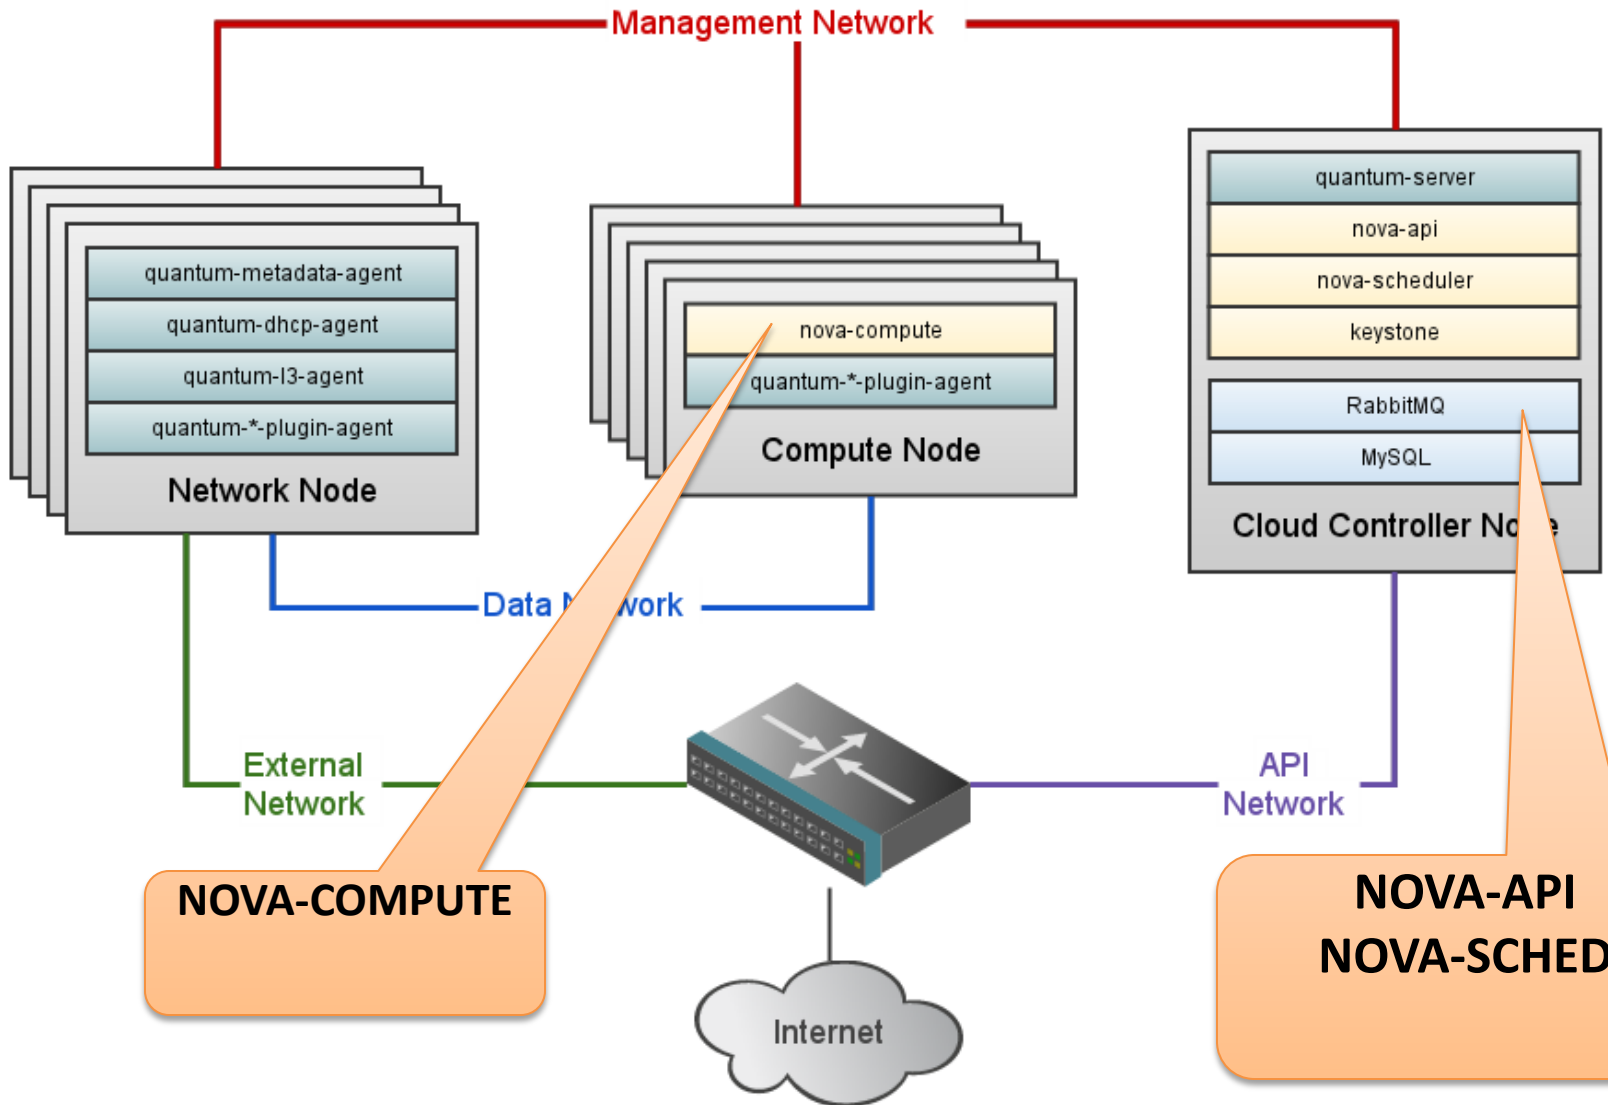 Management Network
quantum-metadata-agent
quantum-dhcp-agent
quantum-l3-agent
quantum-*-plugin-agent
Network Node
nova-compute
quantum-*-plugin-agent
Compute Node
quantum-server
nova-api
nova-scheduler
keystone
RabbitMQ
MySQL
Cloud Controller
Data
External
Network
API
Network
NOVA-COMPUTE
NOVA-API
NOVA-SCHED
Internet